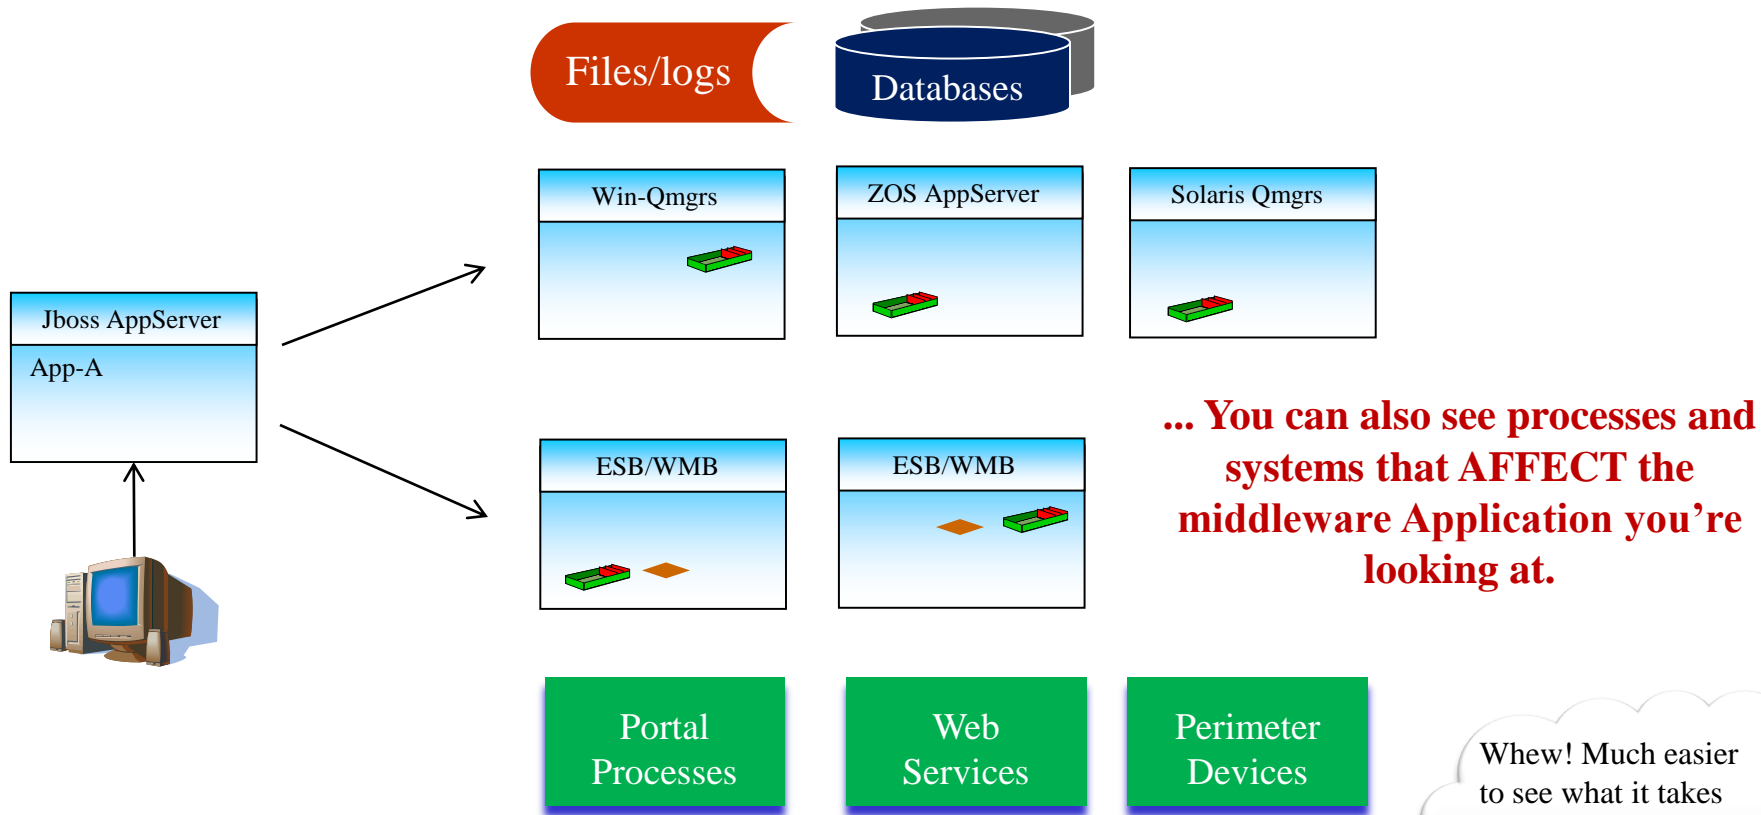 Files/logs
Databases
Win-Qmgrs
ZOS AppServer
Solaris Qmgrs
Jboss AppServer
App-A
... You can also see processes and
systems that AFFECT the
middleware Application you’re
looking at.
ESB/WMB
ESB/WMB
Portal
Processes
Web
Services
Perimeter
Devices
Whew! Much easier
to see what it takes